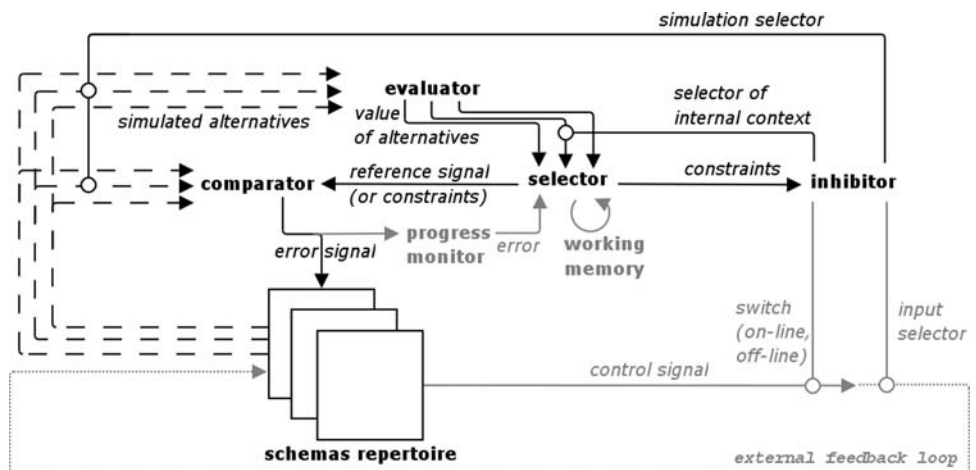 simulation selector
evaluator
simulated alternatives
value
of alternatives
selector of
internal context
comparator
reference signal
(or constraints)
selector
constraints
inhibitor
error signal
progress
monitor
error
working
memory
switch
(on-line,
off-line)
input
selector
control signal
schemas repertoire
external feedback loop